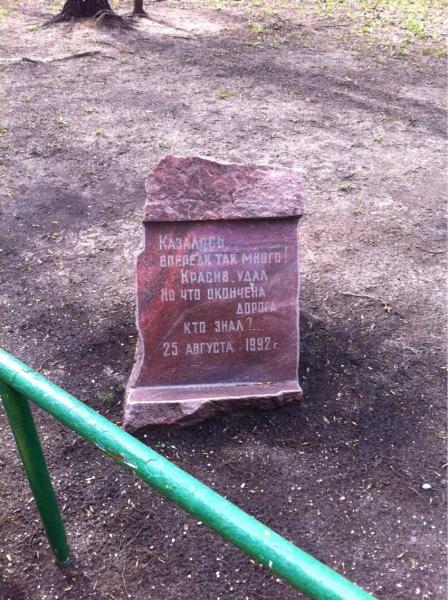 Казалось,
впереди так много!
Красив, удал
Но что окончена
дорога
кто знал?..
25 августа 1992 г.